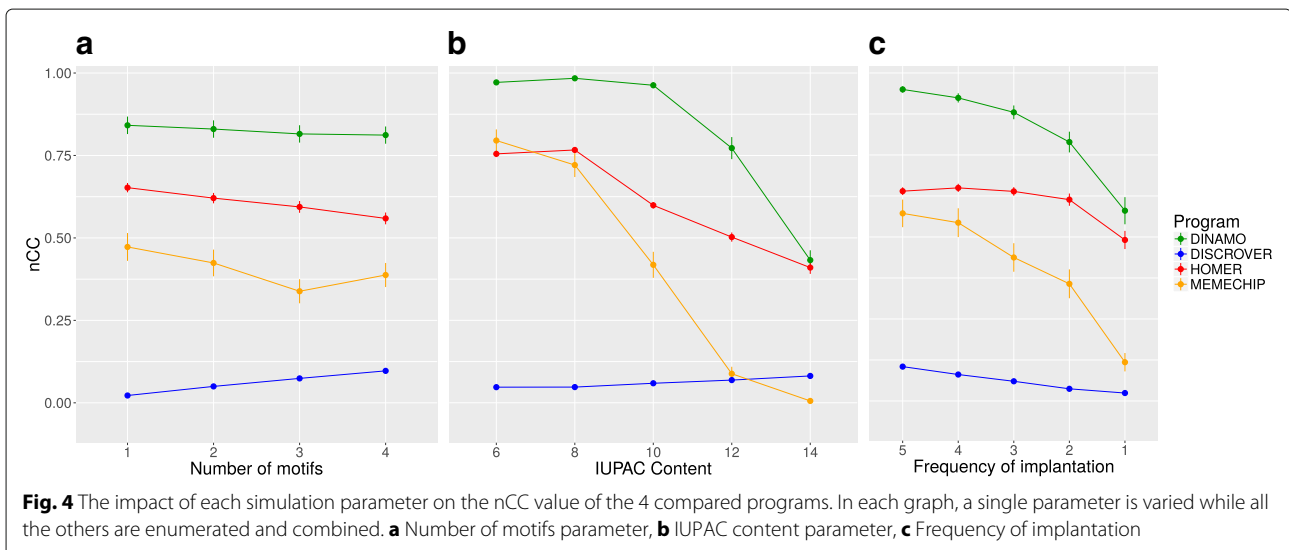 a
b
c
1.00
0.75
0.50
0.25
0.00
nCC
1 2 3 4
Number of motifs
6 8 10 12 14
IUPAC Content
5 4 3 2 1
Frequency of implantation
Program
DINAMO
DISCROVER
HOMER
MEMECHIP
Fig. 4 The impact of each simulation parameter on the nCC value of the 4 compared programs. In each graph, a single parameter is varied while all
the others are enumerated and combined. a Number of motifs parameter, b IUPAC content parameter, c Frequency of implantation